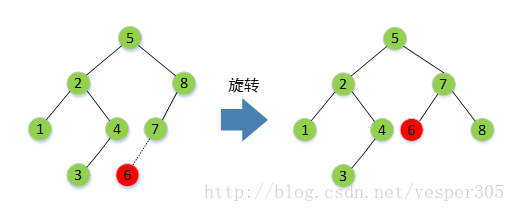 5 5
2 8 旋转 2 7
1 4 7 1 4 6 8
3 6 3
http://blog.csdn.net/vesper305